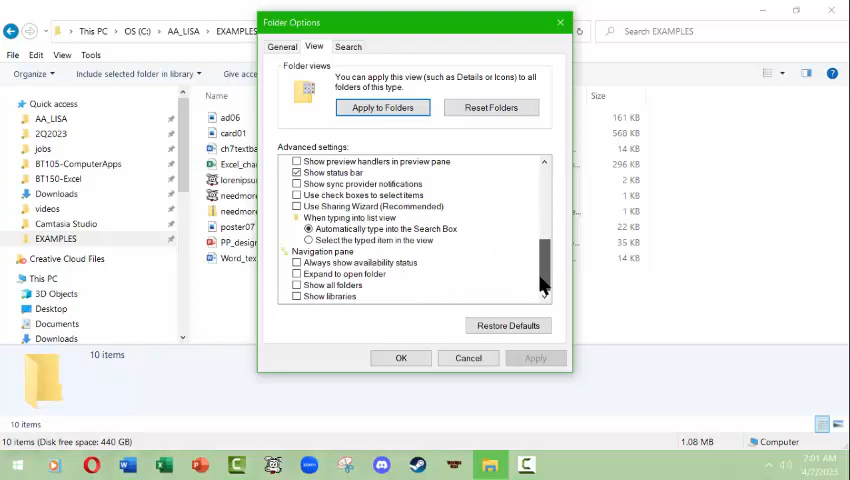 Folder Options
This PC
OS (C:)
AA_LISA
EXAMPLES
Search EXAMPLES
File
Edit
View
Tools
General
View
Search
Organize
Include selected folder in library
Give acce
Folder views
You can apply this view (such as Details or Icons) to all
folders of this type.
Apply to Folders
Reset Folders
Name
Size
Quick access
AA_LISA
2Q2023
jobs
BT105-ComputerApps
BT150-Excel
Downloads
videos
Camtasia Studio
EXAMPLES
Creative Cloud Files
This PC
3D Objects
Desktop
Documents
Downloads
ad06
card01
ch7textb
Excel_cha
lorenips
needmore
needmore
poster07
PP_desig
Word_tex
161 KB
568 KB
14 KB
296 KB
2 KB
1 KB
22 KB
35 KB
14 KB
Advanced settings:
Show preview handlers in preview pane
Show status bar
Show sync provider notifications
Use check boxes to select items
Use Sharing Wizard (Recommended)
When typing into list view
Automatically type into the Search Box
Select the typed item in the view
Navigation pane
Always show availability status
Expand to open folder
Show all folders
Show libraries
Restore Defaults
OK
Cancel
Apply
10 items
10 items
10 items (Disk free space: 440 GB)
1.08 MB
Computer
2:01 AM
4/7/2023